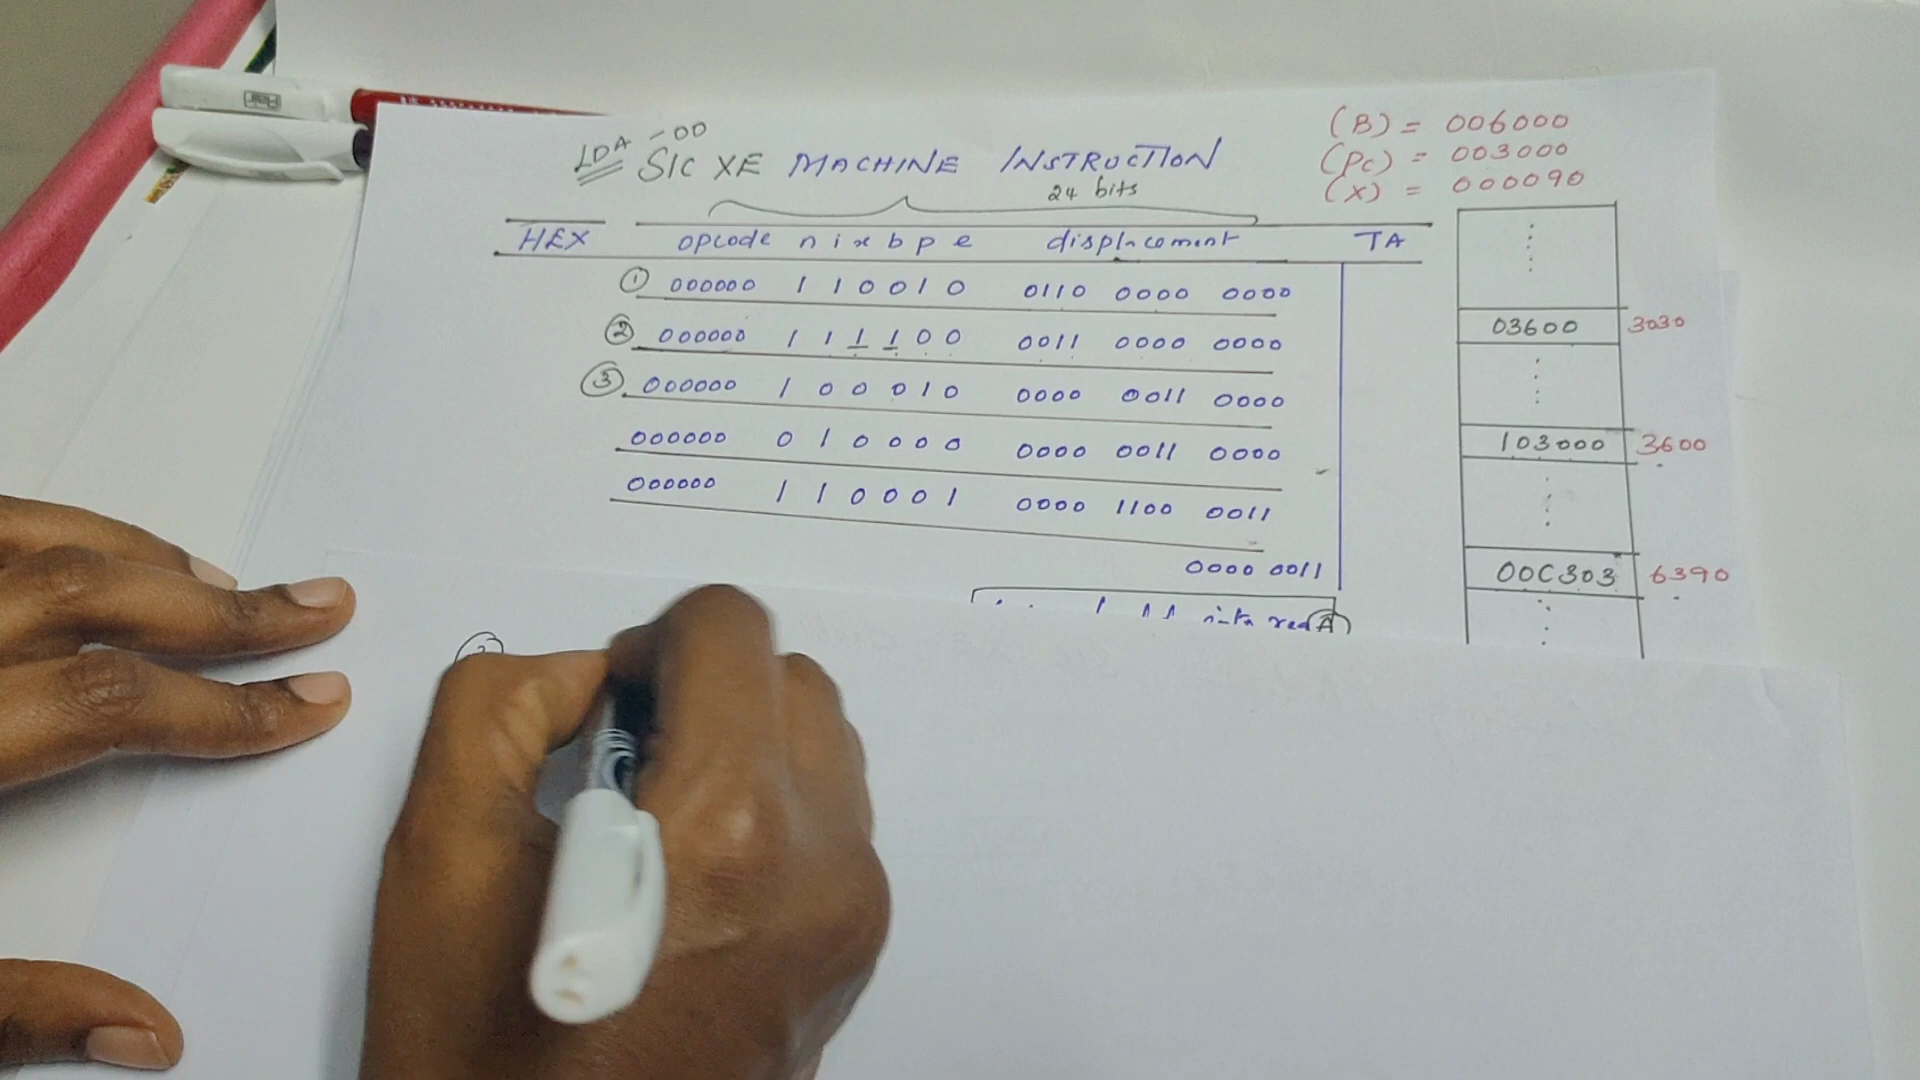 LDA - 00
SIC XE MACHINE INSTRUCTION
24 bits
(B) = 006000
(PC) = 003000
(X) = 000090
HEX opcode n i x b p e displacement TA
① 000000 1 1 0 0 1 0 0110 0000 0000
② 000000 1 1 1 1 0 0 0011 0000 0000
③ 000000 1 0 0 0 1 0 0000 0011 0000
000000 0 1 0 0 0 0 0000 0011 0000
000000 1 1 0 0 0 1 0000 1100 0011
0000 0011
A
03600 3030
103000 3600
00C303 6390